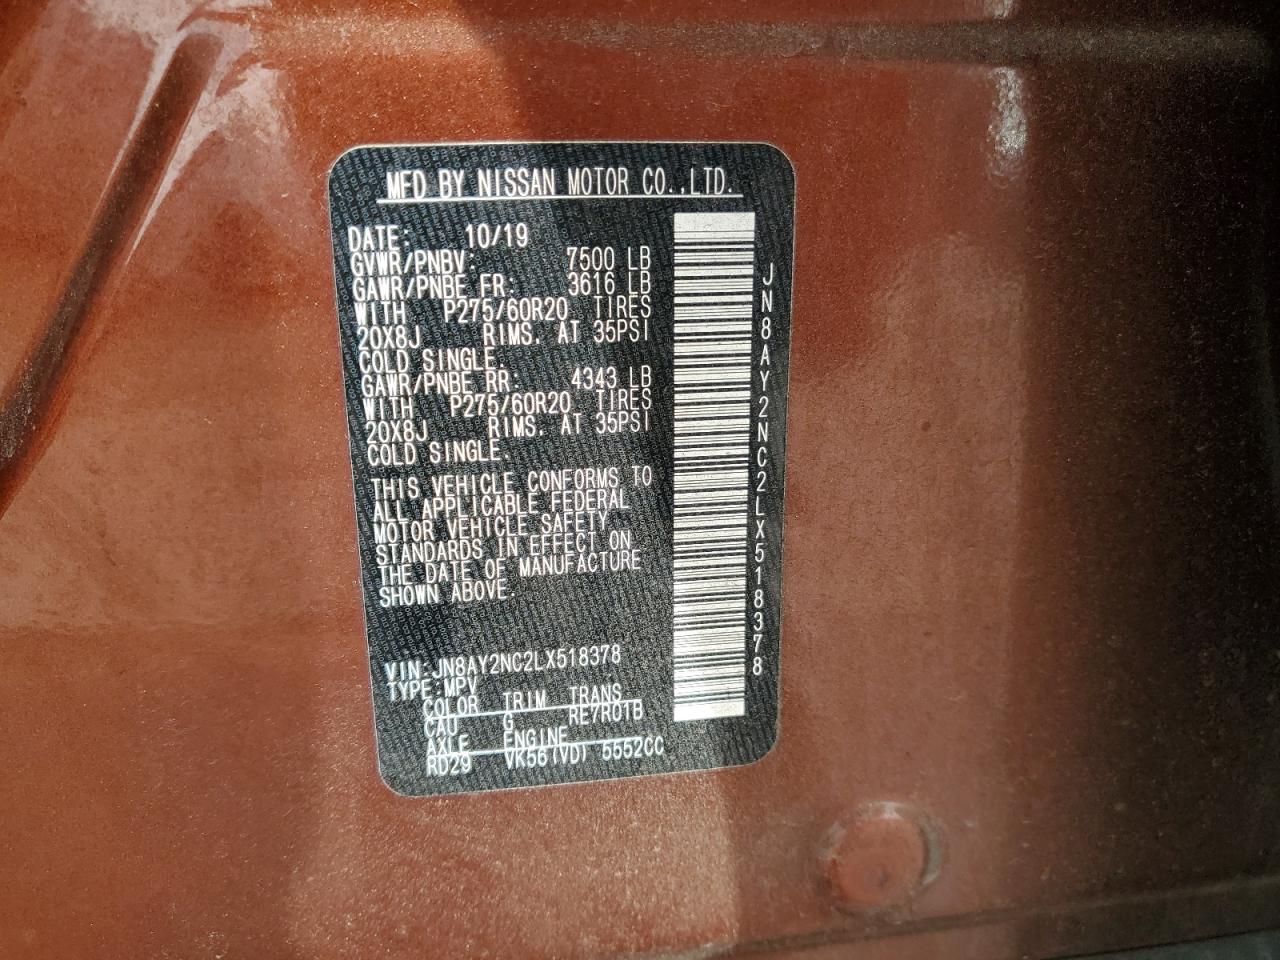 MFD BY NISSAN MOTOR CO.,LTD.
DATE: 10/19
GVWR/PNBV: 7500 LB
GAWR/PNBE FR: 3616 LB
WITH P275/60R20 TIRES
20X8J RIMS. AT 35PSI
COLD SINGLE.
GAWR/PNBE RR: 4343 LB
WITH P275/60R20 TIRES
20X8J RIMS. AT 35PSI
COLD SINGLE.
THIS VEHICLE CONFORMS TO
ALL APPLICABLE FEDERAL
MOTOR VEHICLE SAFETY
STANDARDS IN EFFECT ON
THE DATE OF MANUFACTURE
SHOWN ABOVE.
VIN:JN8AY2NC2LX518378
TYPE:MPV
COLOR TRIM TRANS
CAU G RE7R01B
AXLE ENGINE
RD29 VK56(VD) 5552CC
JN8AY2NC2LX518378